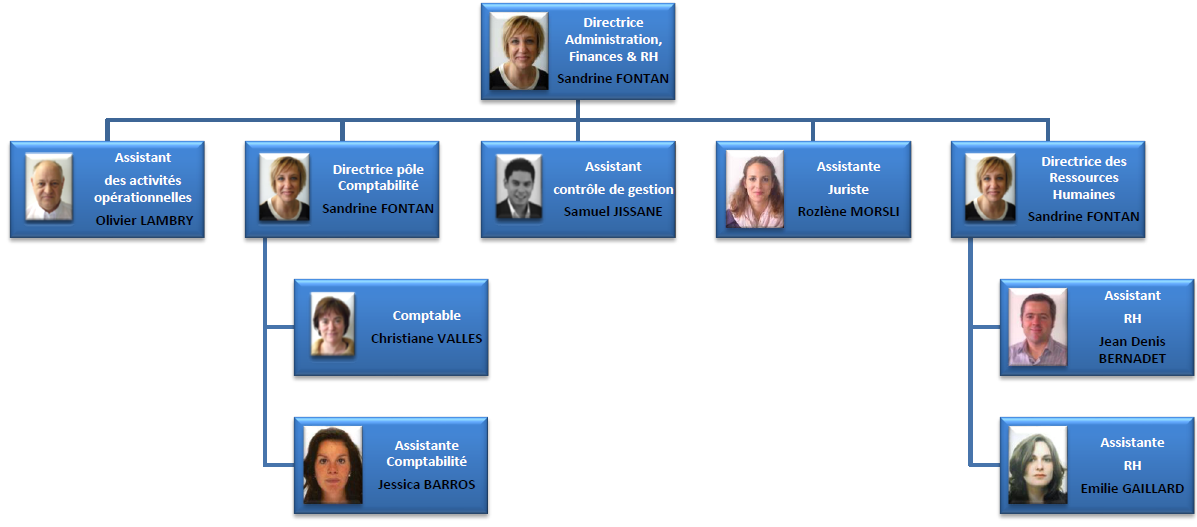 Directrice
Administration,
Finances & RH
Sandrine FONTAN
Assistant
des activités
opérationnelles
Olivier LAMBRY
Directrice pôle
Comptabilité
Sandrine FONTAN
Assistant
contrôle de gestion
Samuel JISSANE
Assistante
Juriste
Rozlène MORSLI
Directrice des
Ressources
Humaines
Sandrine FONTAN
Comptable
Christiane VALLES
Assistante
Comptabilité
Jessica BARROS
Assistant
RH
Jean Denis
BERNADET
Assistante
RH
Emilie GAILLARD